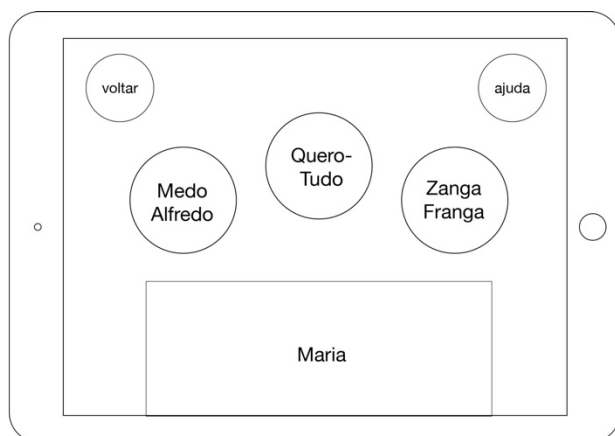 voltar
ajuda
Quero-
Tudo
Medo
Alfredo
Zanga
Franga
Maria